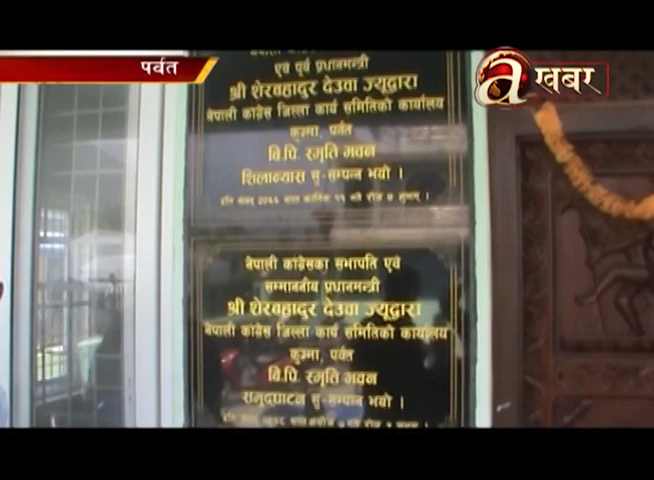 पर्वत
a खबर
एवं पूर्व प्रधानमन्त्री
श्री शेरबहादुर देउवा ज्यूद्वारा
नेपाली कांग्रेस जिल्ला कार्य समितिको कार्यालय
कुश्मा, पर्वत
बि.पि. स्मृति भवन
शिलान्यास सु-सम्पन्न भयो ।
नेपाली कांग्रेसका सभापति एवं
सम्माननीय प्रधानमन्त्री
श्री शेरबहादुर देउवा ज्यूद्वारा
नेपाली कांग्रेस जिल्ला कार्य समितिको कार्यालय
कुश्मा, पर्वत
बि.पि. स्मृति भवन
समुदघाटन सु-सम्पन्न भयो ।